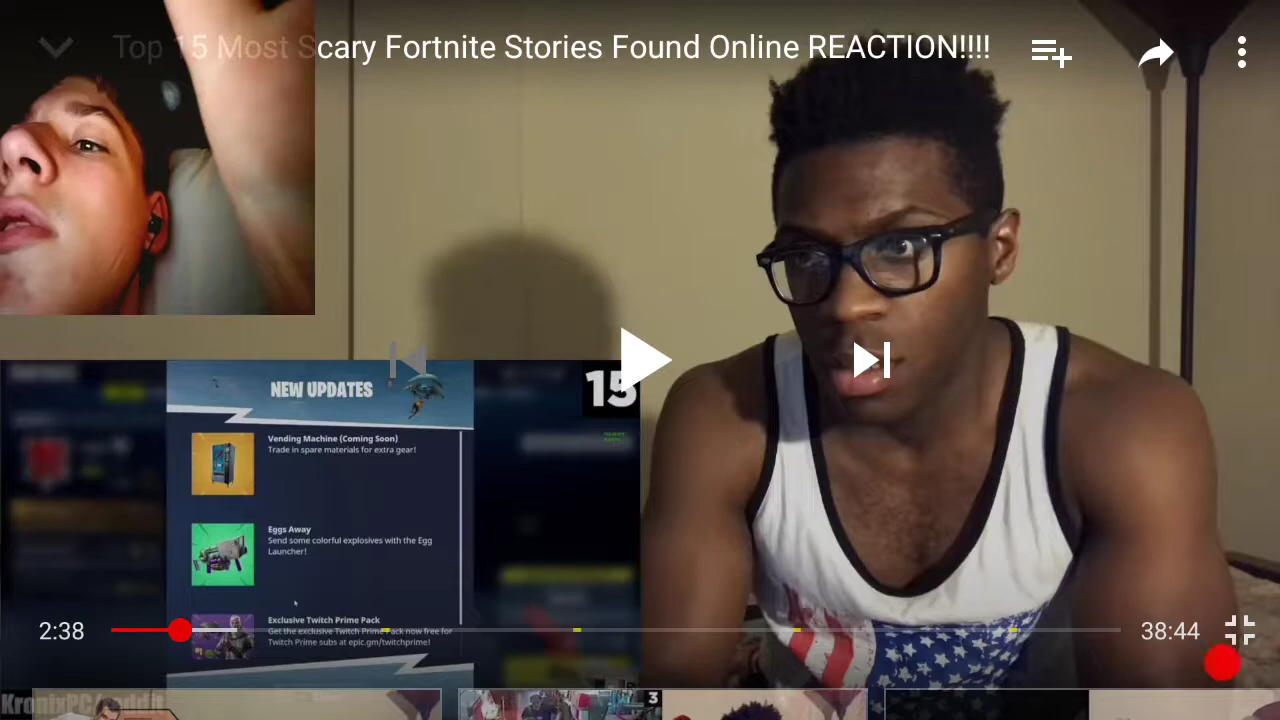 Top 15 Most Scary Fortnite Stories Found Online REACTION!!!!
NEW UPDATES
15
Vending Machine (Coming Soon)
Trade in spare materials for extra gear!
Eggs Away
Send some colorful explosives with the Egg
Launcher!
Exclusive Twitch Prime Pack
Get the exclusive Twitch Prime Pack now free for
Twitch Prime subs at epic.gm/twitchprime!
2:38
38:44
KronixPC/reddit
3